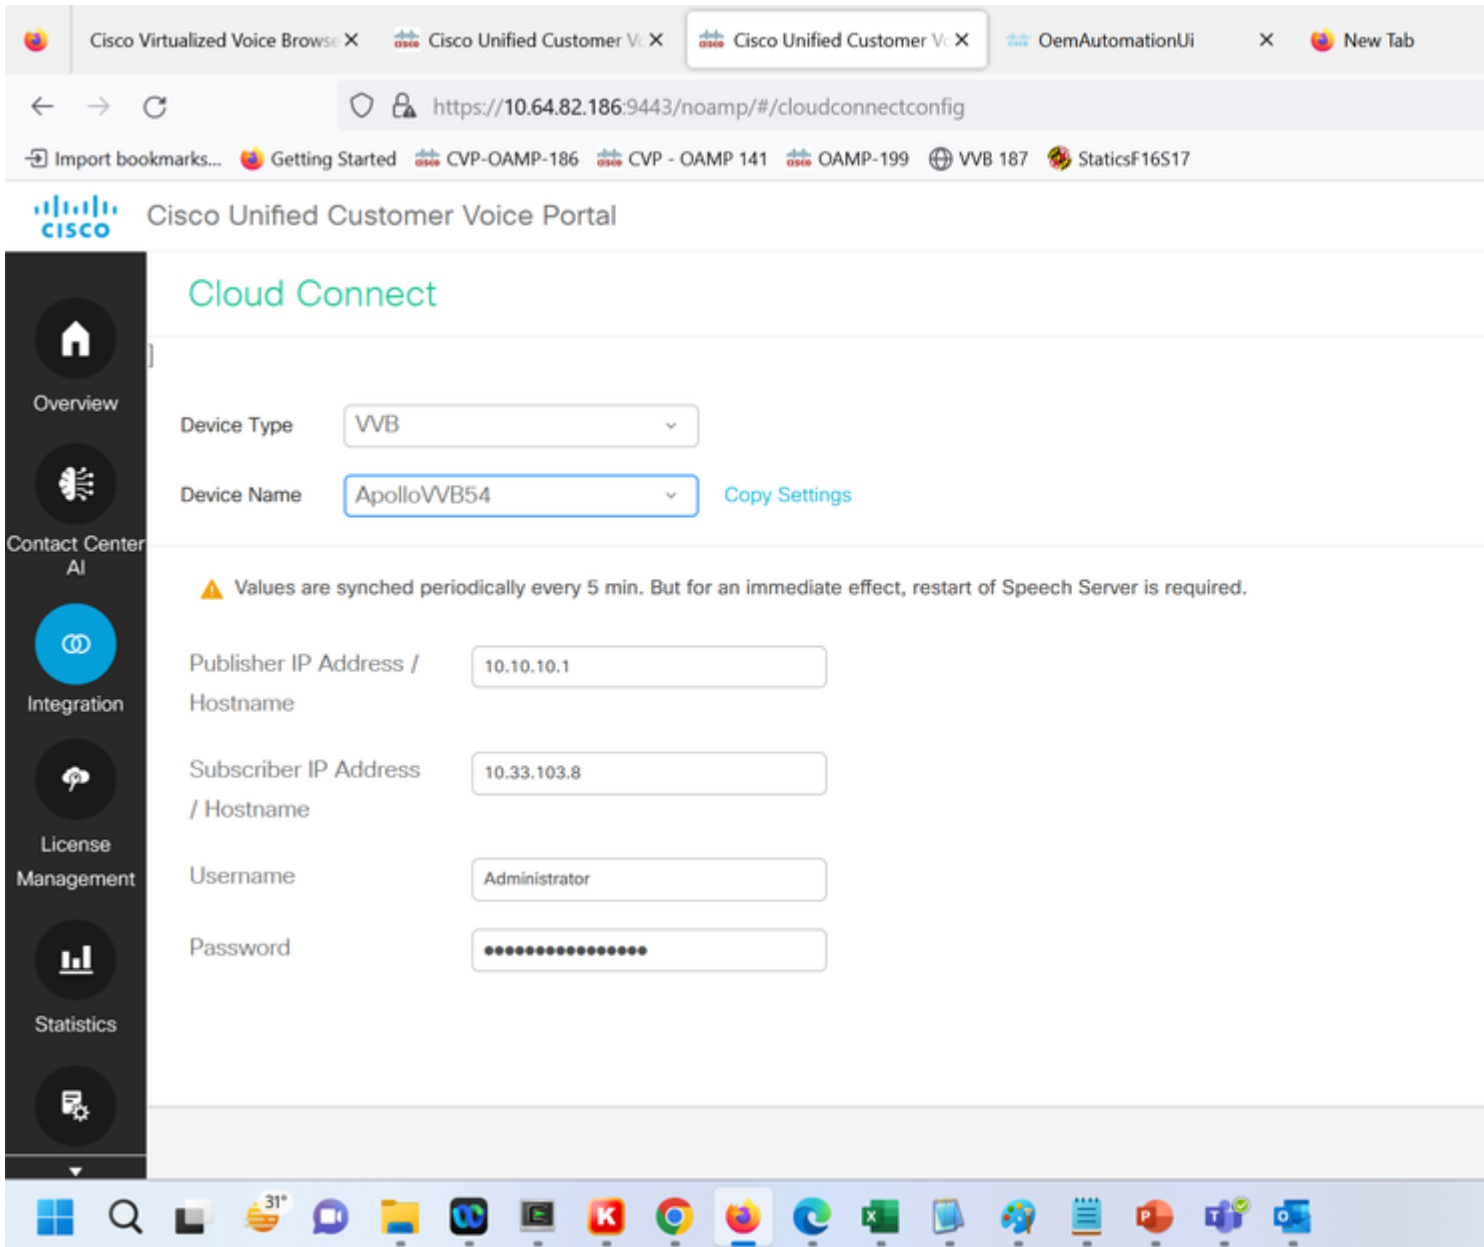 Cisco Virtualized Voice Browse
Cisco Unified Customer Vo
Cisco Unified Customer Vo
OemAutomationUi
New Tab
https://10.64.82.186:9443/noamp/#/cloudconnectconfig
Import bookmarks...
Getting Started
CVP-OAMP-186
CVP - OAMP 141
OAMP-199
VVB 187
StaticsF16S17
CISCO
Cisco Unified Customer Voice Portal
Cloud Connect
]
Overview
Device Type
VVB
Device Name
ApolloVVB54
Copy Settings
Contact Center
AI
Values are synched periodically every 5 min. But for an immediate effect, restart of Speech Server is required.
Publisher IP Address /
Hostname
10.10.10.1
Integration
Subscriber IP Address
/ Hostname
10.33.103.8
License
Management
Username
Administrator
Password
••••••••••••••••
Statistics
31°